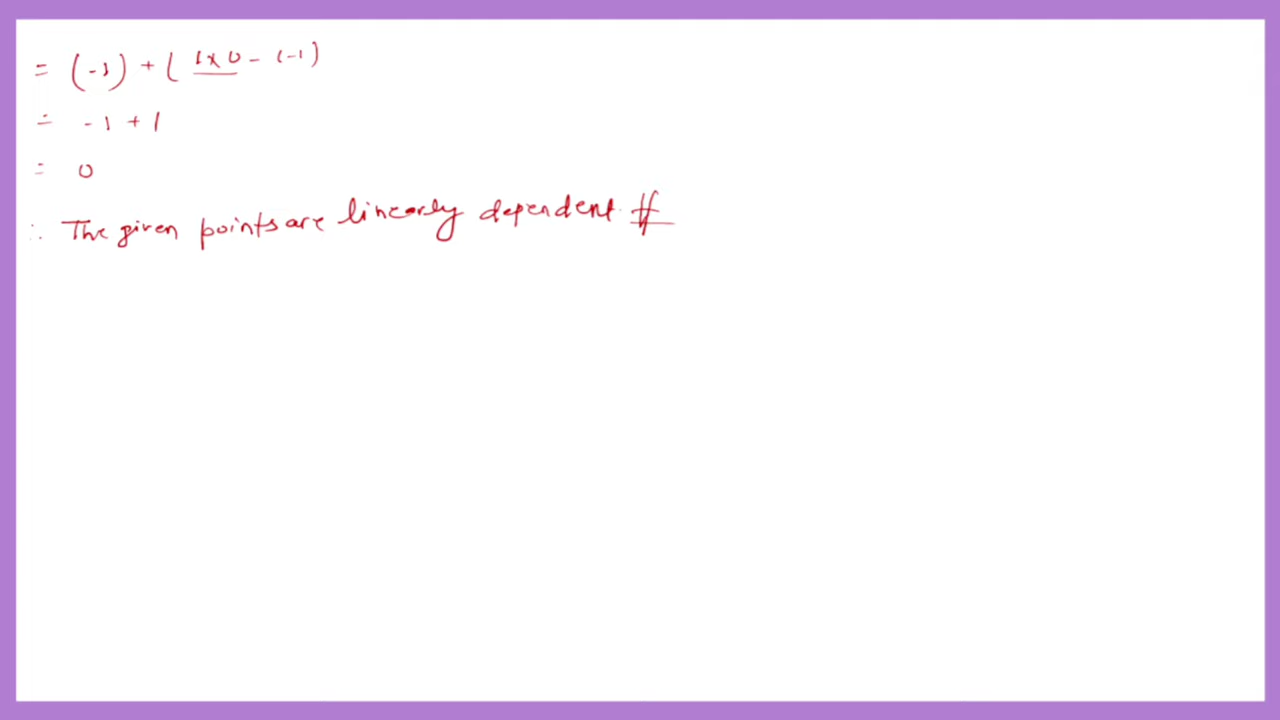 = (-1) + ( 1×0 - (-1)
= -1 + 1
= 0
∴ The given points are linearly dependent #